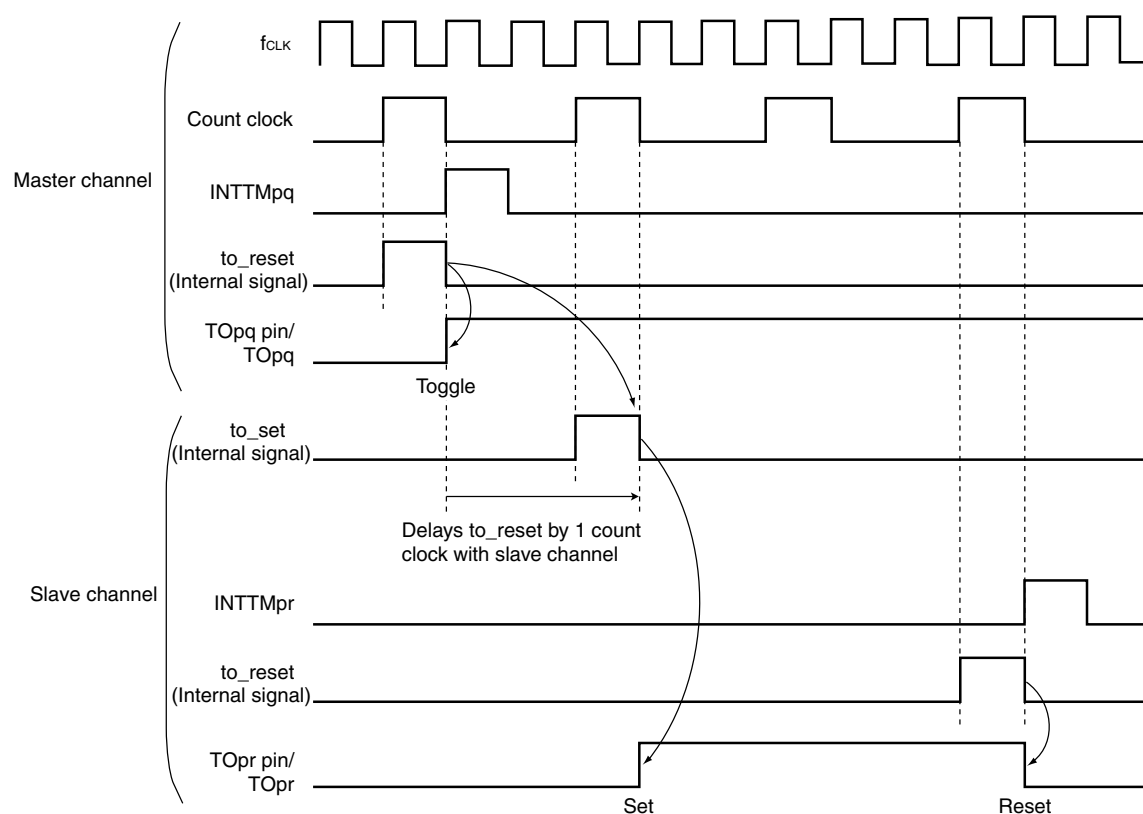 fCLK
Count clock
Master channel
INTTMpq
to_reset
(Internal signal)
TOpq pin/
TOpq
Toggle
to_set
(Internal signal)
Delays to_reset by 1 count
clock with slave channel
Slave channel
INTTMpr
to_reset
(Internal signal)
TOpr pin/
TOpr
Set
Reset